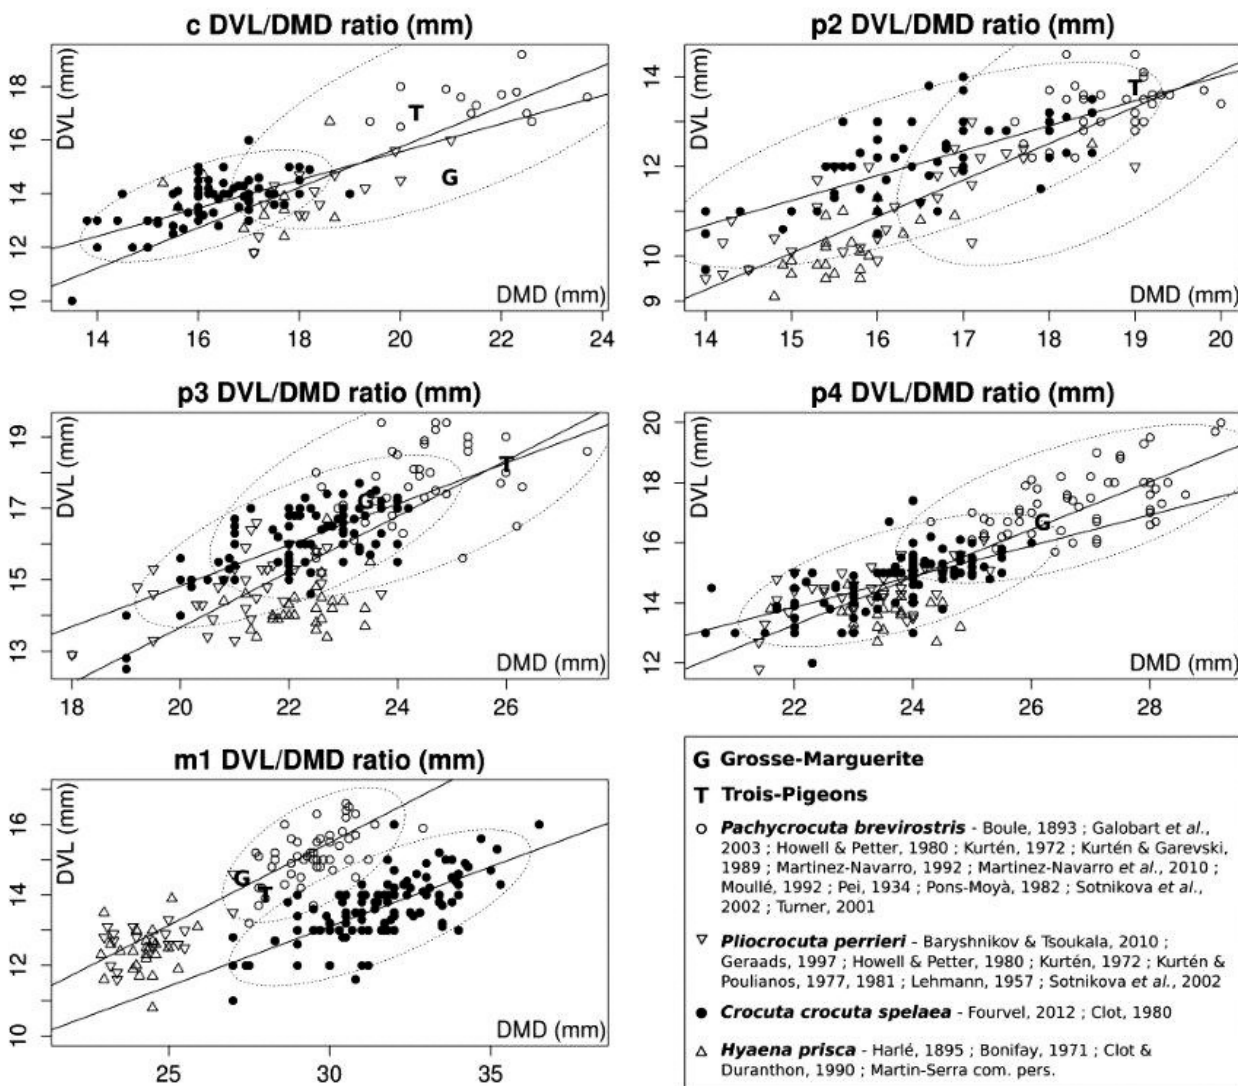 c DVL/DMD ratio (mm)
DVL (mm)
18
16
14
12
10
T
G
DMD (mm)
14 16 18 20 22 24
p2 DVL/DMD ratio (mm)
DVL (mm)
14
12
10
9
T
DMD (mm)
14 15 16 17 18 19 20
p3 DVL/DMD ratio (mm)
DVL (mm)
19
17
15
13
G
T
DMD (mm)
18 20 22 24 26
p4 DVL/DMD ratio (mm)
DVL (mm)
20
18
16
14
12
G
DMD (mm)
22 24 26 28
m1 DVL/DMD ratio (mm)
DVL (mm)
16
14
12
10
G
T
DMD (mm)
25 30 35
G Grosse-Marguerite
T Trois-Pigeons
Pachycrocuta brevirostris - Boule, 1893 ; Galobart et al.,
2003 ; Howell & Petter, 1980 ; Kurtén, 1972 ; Kurtén & Garevski,
1989 ; Martinez-Navarro, 1992 ; Martinez-Navarro et al., 2010 ;
Moullé, 1992 ; Pei, 1934 ; Pons-Moyà, 1982 ; Sotnikova et al.,
2002 ; Turner, 2001
Pliocrocuta perrieri - Baryshnikov & Tsoukala, 2010 ;
Geraads, 1997 ; Howell & Petter, 1980 ; Kurtén, 1972 ; Kurtén &
Poulianos, 1977, 1981 ; Lehmann, 1957 ; Sotnikova et al., 2002
Crocuta crocuta spelaea - Fourvel, 2012 ; Clot, 1980
Hyaena prisca - Harlé, 1895 ; Bonifay, 1971 ; Clot &
Duranthon, 1990 ; Martin-Serra com. pers.